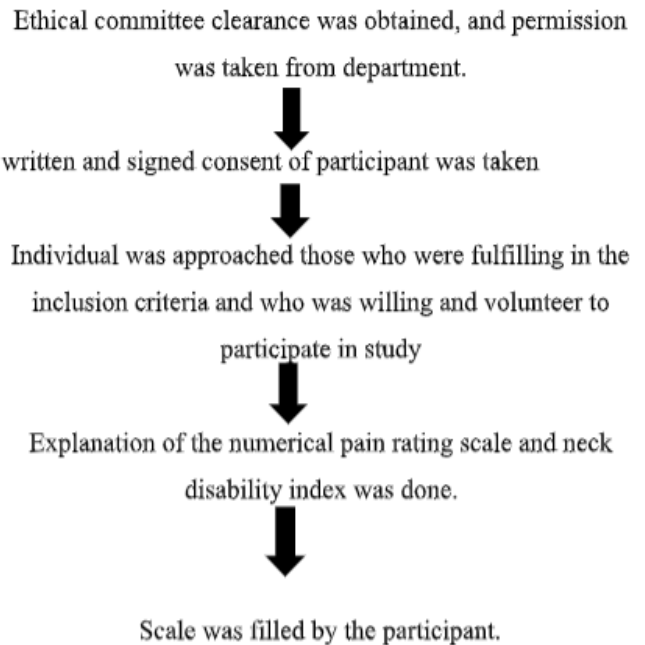 Ethical committee clearance was obtained, and permission
was taken from department.
written and signed consent of participant was taken
Individual was approached those who were fulfilling in the
inclusion criteria and who was willing and volunteer to
participate in study
Explanation of the numerical pain rating scale and neck
disability index was done.
Scale was filled by the participant.